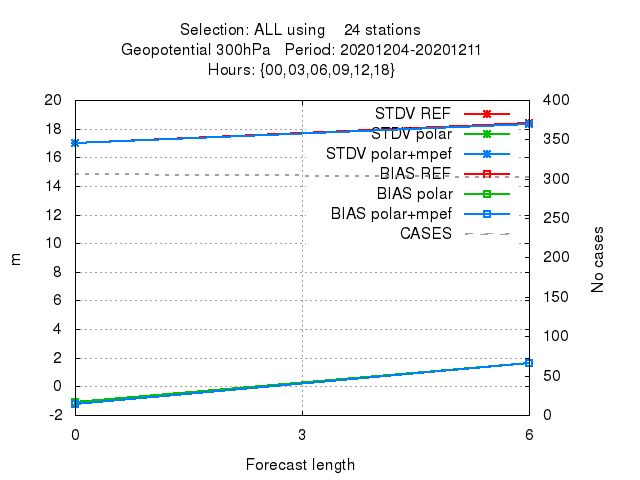 Selection: ALL using    24 stations
Geopotential 300hPa   Period: 20201204-20201211
Hours: {00,03,06,09,12,18}
20
18
16
14
12
10
8
6
4
2
0
-2
m
STDV REF
STDV polar
STDV polar+mpef
BIAS REF
BIAS polar
BIAS polar+mpef
CASES
400
350
300
250
200
150
100
50
0
No cases
0
3
6
Forecast length